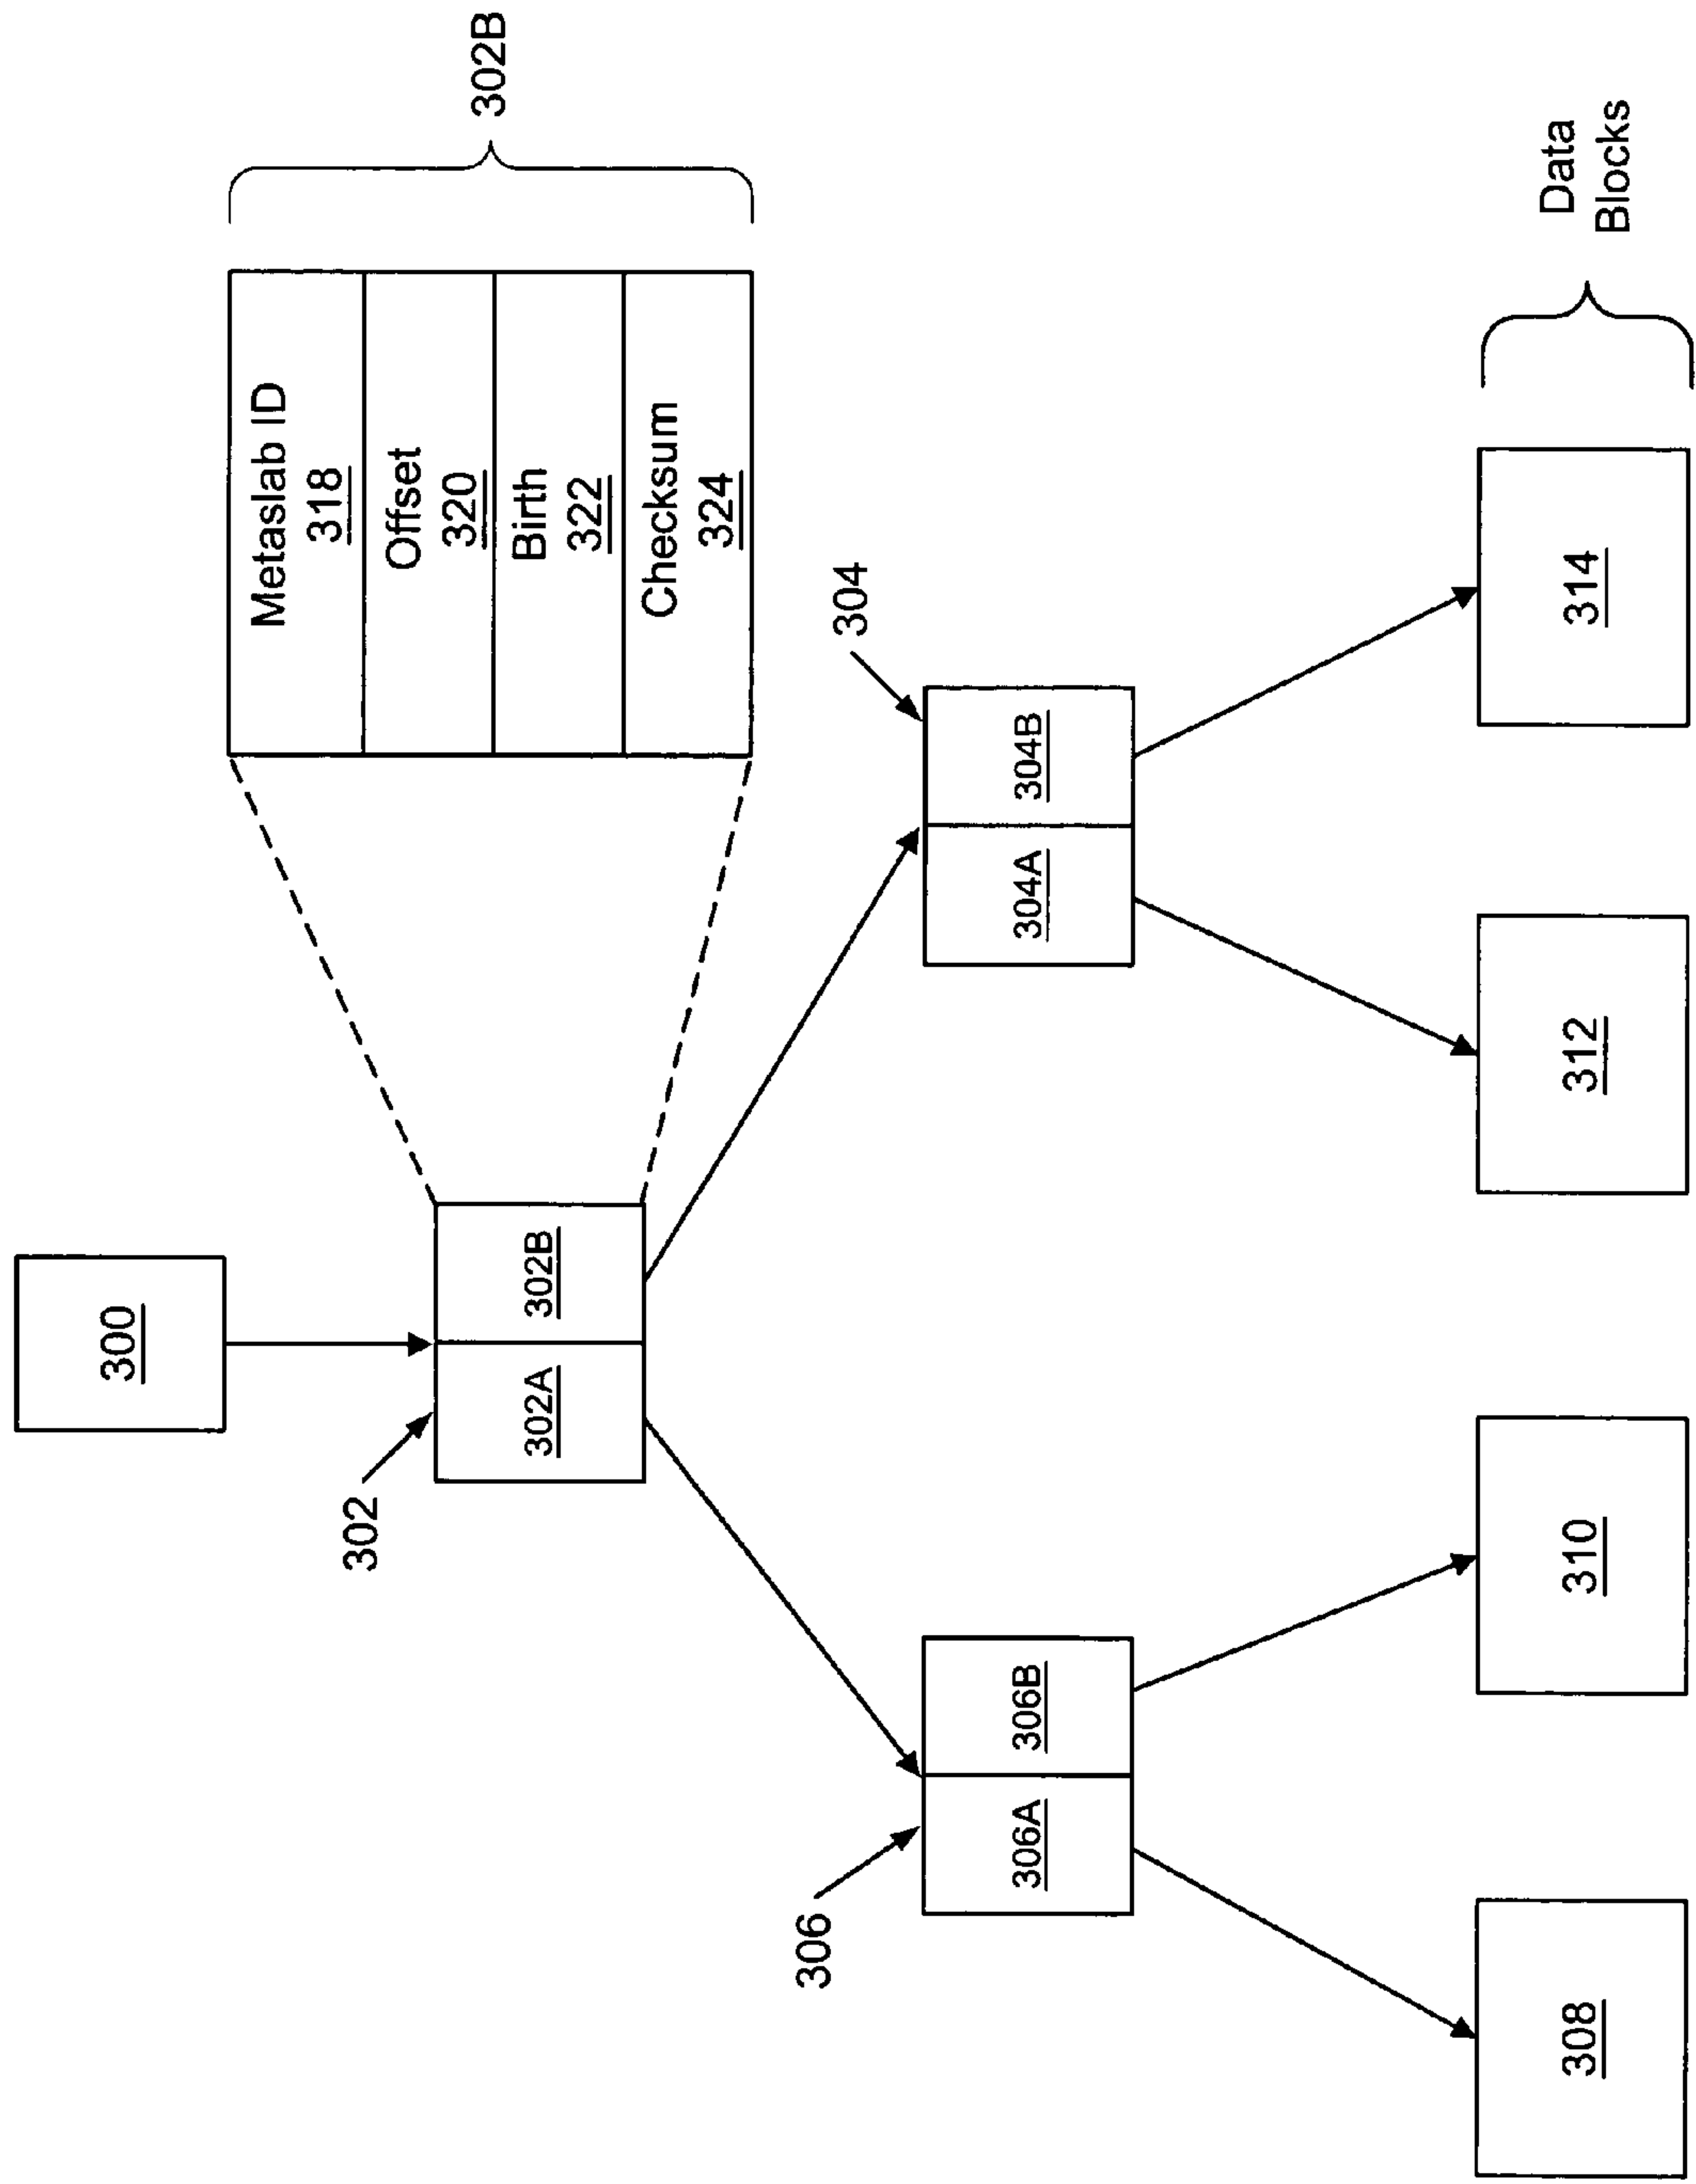 300
302
302A
302B
Metaslab ID
318
Offset
320
Birth
322
Checksum
324
302B
306
306A
306B
304
304A
304B
308
310
312
314
Data
Blocks